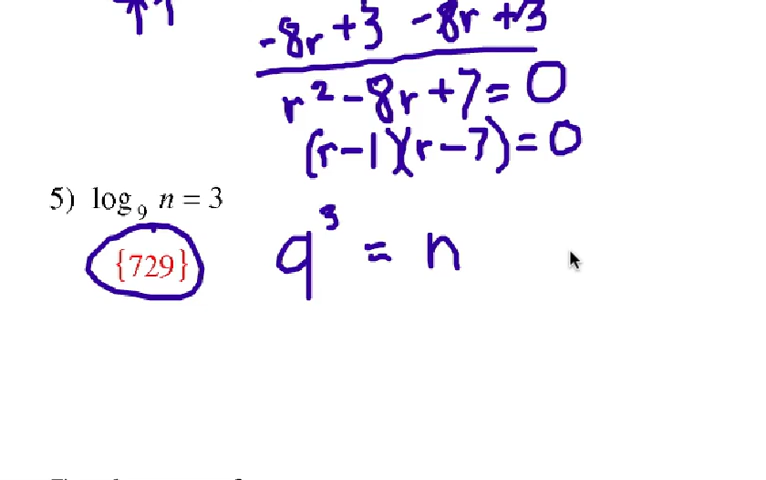 -8r +3 -8r +3
r² - 8r + 7 = 0
(r-1)(r-7) = 0
5) log₉ n = 3
{729} 9³ = n